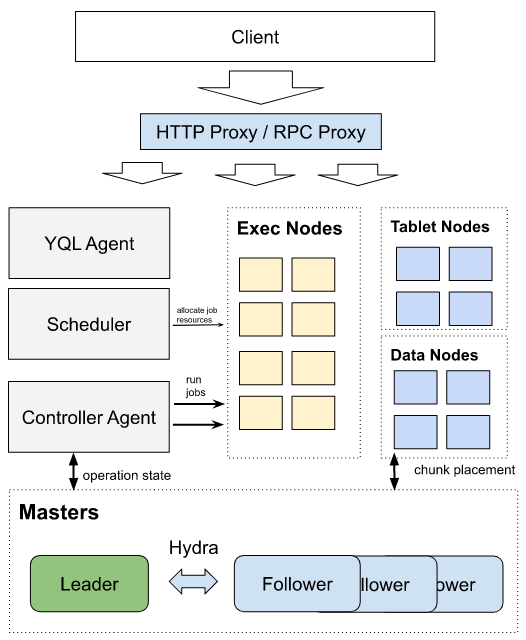 Client
HTTP Proxy / RPC Proxy
YQL Agent
Scheduler
Controller Agent
allocate job
resources
run
jobs
Exec Nodes
Tablet Nodes
Data Nodes
operation state
chunk placement
Masters
Leader
Hydra
Follower
llower
ower